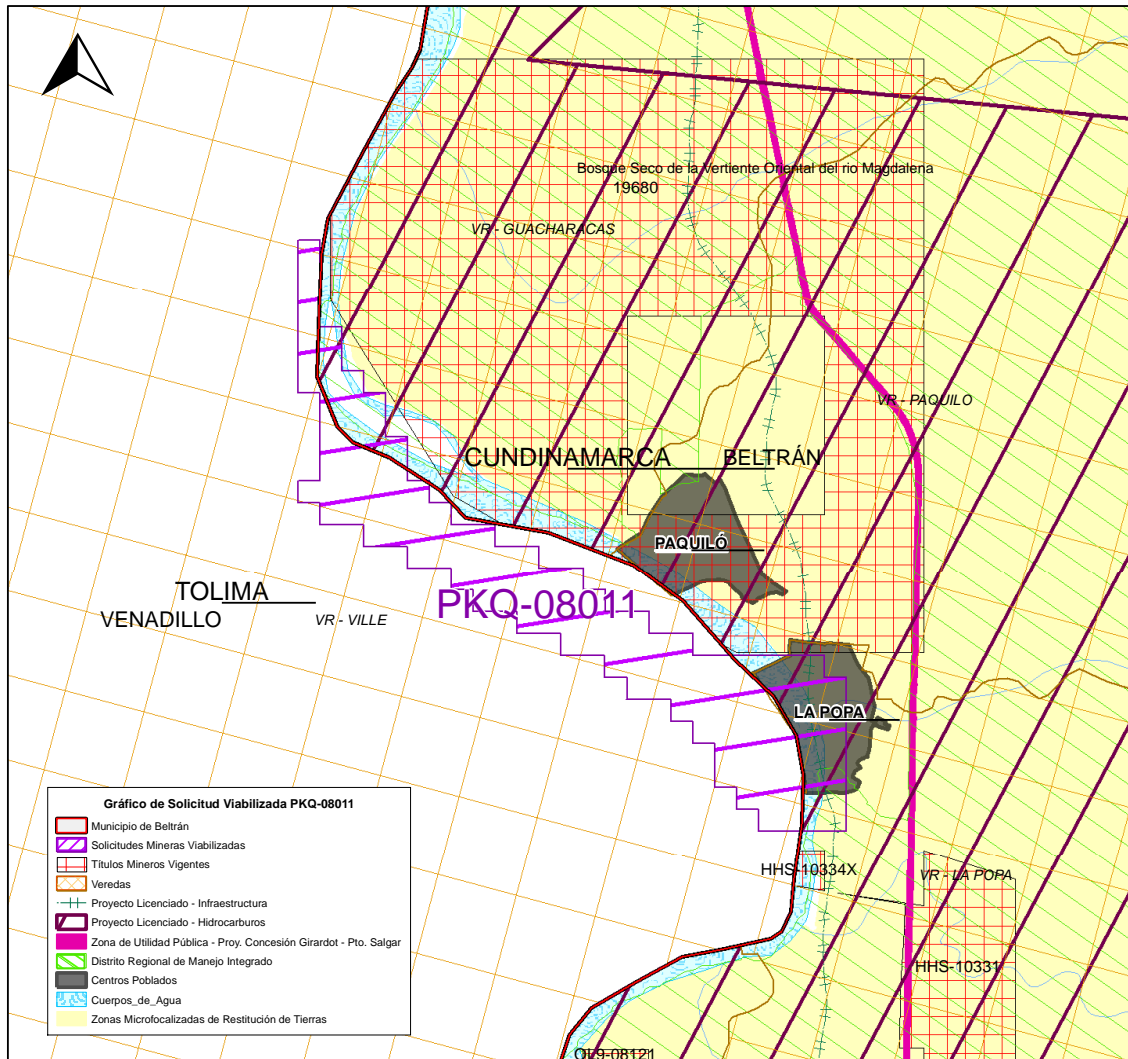 Bosque Seco de la Vertiente Oriental del rio Magdalena
19680
VR - GUACHARACAS
VR - PAQUILO
CUNDINAMARCA
BELTRÁN
PAQUILÓ
TOLIMA
VENADILLO
VR - VILLE
PKQ-08011
LA POPA
HHS-10334X
VR - LA POPA
HHS-10331
OL9-08121
Gráfico de Solicitud Viabilizada PKQ-08011
Municipio de Beltrán
Solicitudes Mineras Viabilizadas
Títulos Mineros Vigentes
Veredas
Proyecto Licenciado - Infraestructura
Proyecto Licenciado - Hidrocarburos
Zona de Utilidad Pública - Proy. Concesión Girardot - Pto. Salgar
Distrito Regional de Manejo Integrado
Centros Poblados
Cuerpos_de_Agua
Zonas Microfocalizadas de Restitución de Tierras